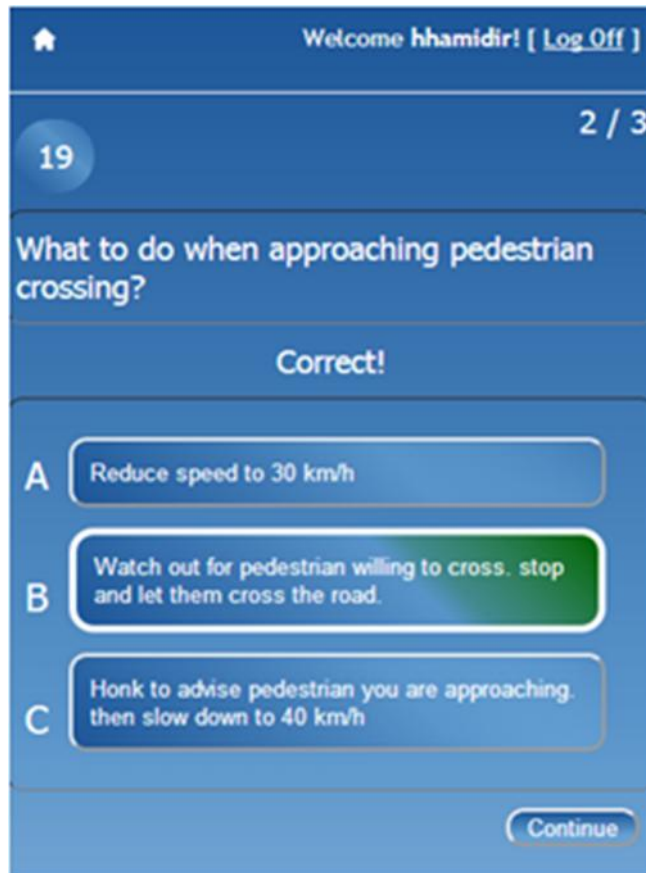 Welcome hhamidir! [ Log Off ]
2 / 3
19
What to do when approaching pedestrian
crossing?
Correct!
A
Reduce speed to 30 km/h
B
Watch out for pedestrian willing to cross. stop
and let them cross the road.
C
Honk to advise pedestrian you are approaching.
then slow down to 40 km/h
Continue